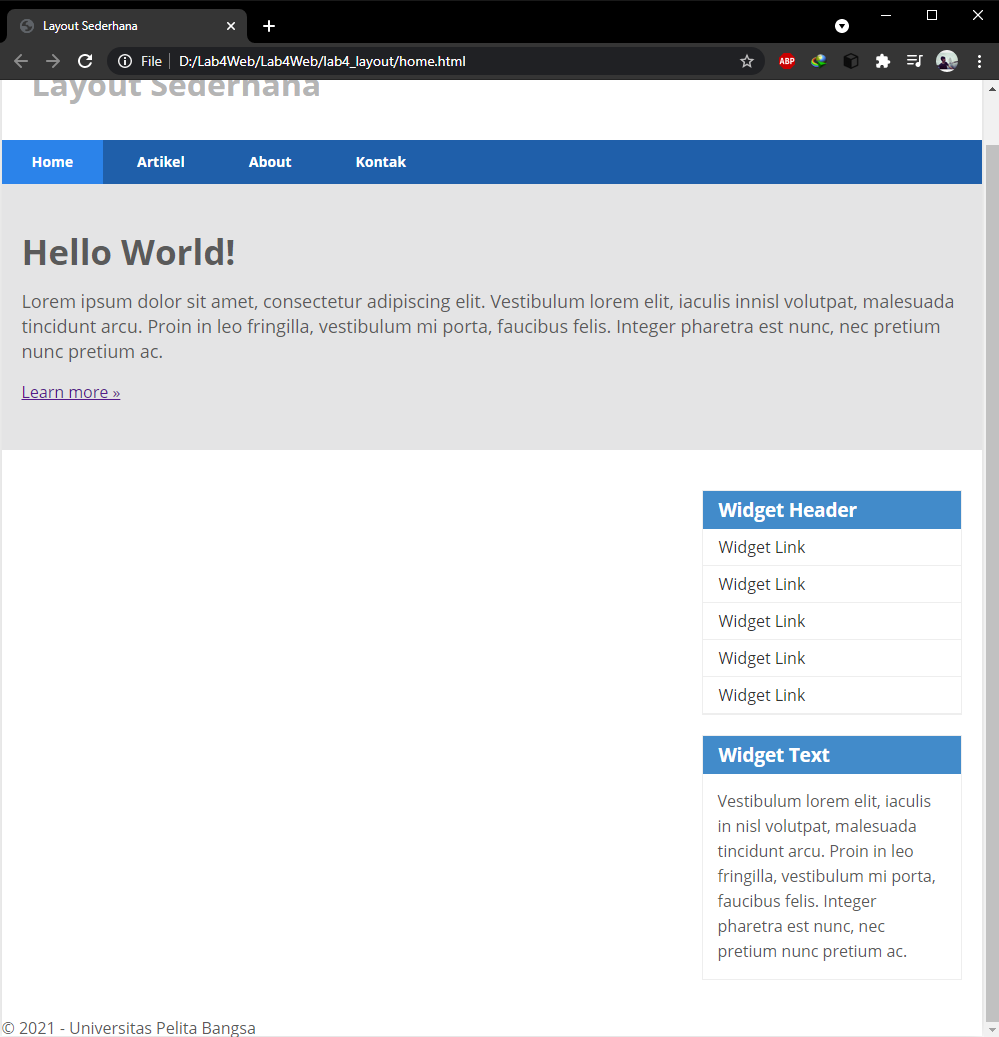 Layout Sederhana
File
D:/Lab4Web/Lab4Web/lab4_layout/home.html
ABP
Layout Sederhana
Home Artikel About Kontak
Hello World!
Lorem ipsum dolor sit amet, consectetur adipiscing elit. Vestibulum lorem elit, iaculis innisl volutpat, malesuada
tincidunt arcu. Proin in leo fringilla, vestibulum mi porta, faucibus felis. Integer pharetra est nunc, nec pretium
nunc pretium ac.
Learn more »
Widget Header
Widget Link
Widget Link
Widget Link
Widget Link
Widget Link
Widget Text
Vestibulum lorem elit, iaculis
in nisl volutpat, malesuada
tincidunt arcu. Proin in leo
fringilla, vestibulum mi porta,
faucibus felis. Integer
pharetra est nunc, nec
pretium nunc pretium ac.
© 2021 - Universitas Pelita Bangsa